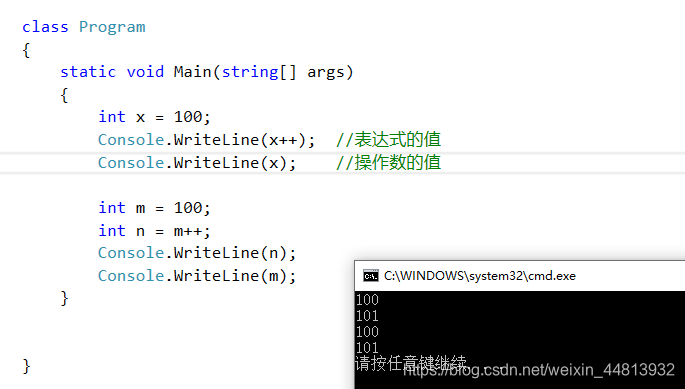 class Program
{
    static void Main(string[] args)
    {
        int x = 100;
        Console.WriteLine(x++);  //表达式的值
        Console.WriteLine(x);    //操作数的值
        int m = 100;
        int n = m++;
        Console.WriteLine(n);
        Console.WriteLine(m);
    }
}
C:\WINDOWS\system32\cmd.exe
100
101
100
101
请按任意键继续. . .
https://blog.csdn.net/weixin_44813932